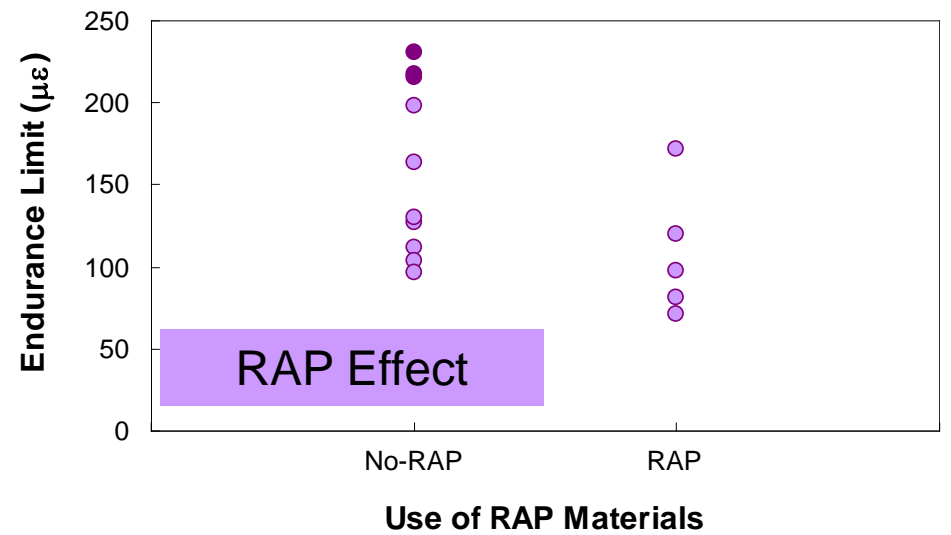 250
200
150
100
50
0
Endurance Limit (με)
RAP Effect
No-RAP RAP
Use of RAP Materials